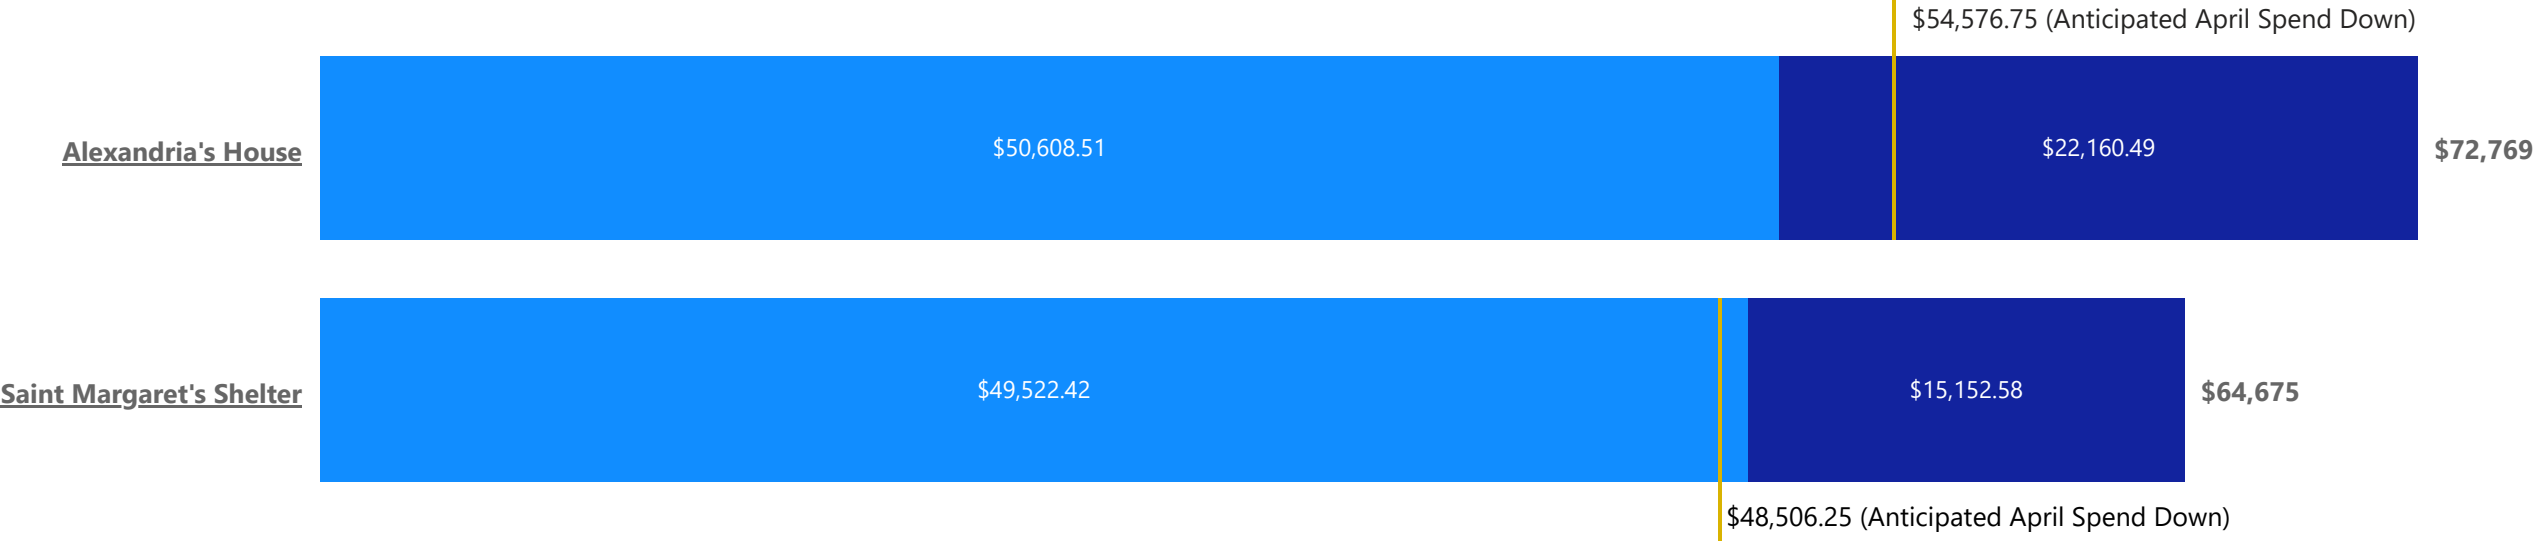 $54,576.75 (Anticipated April Spend Down)
Alexandria's House $50,608.51 $22,160.49 $72,769
Saint Margaret's Shelter $49,522.42 $15,152.58 $64,675
$48,506.25 (Anticipated April Spend Down)